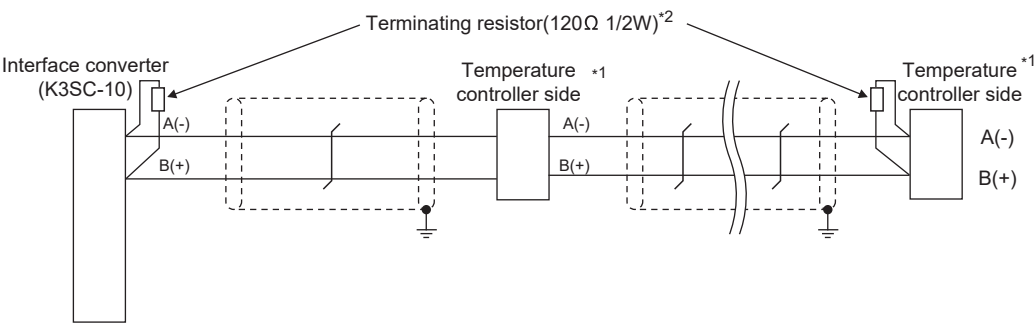 Terminating resistor(120Ω 1/2W)*2
Interface converter
(K3SC-10)
Temperature *1
controller side
Temperature *1
controller side
A(-)
B(+)
A(-)
B(+)
A(-)
B(+)